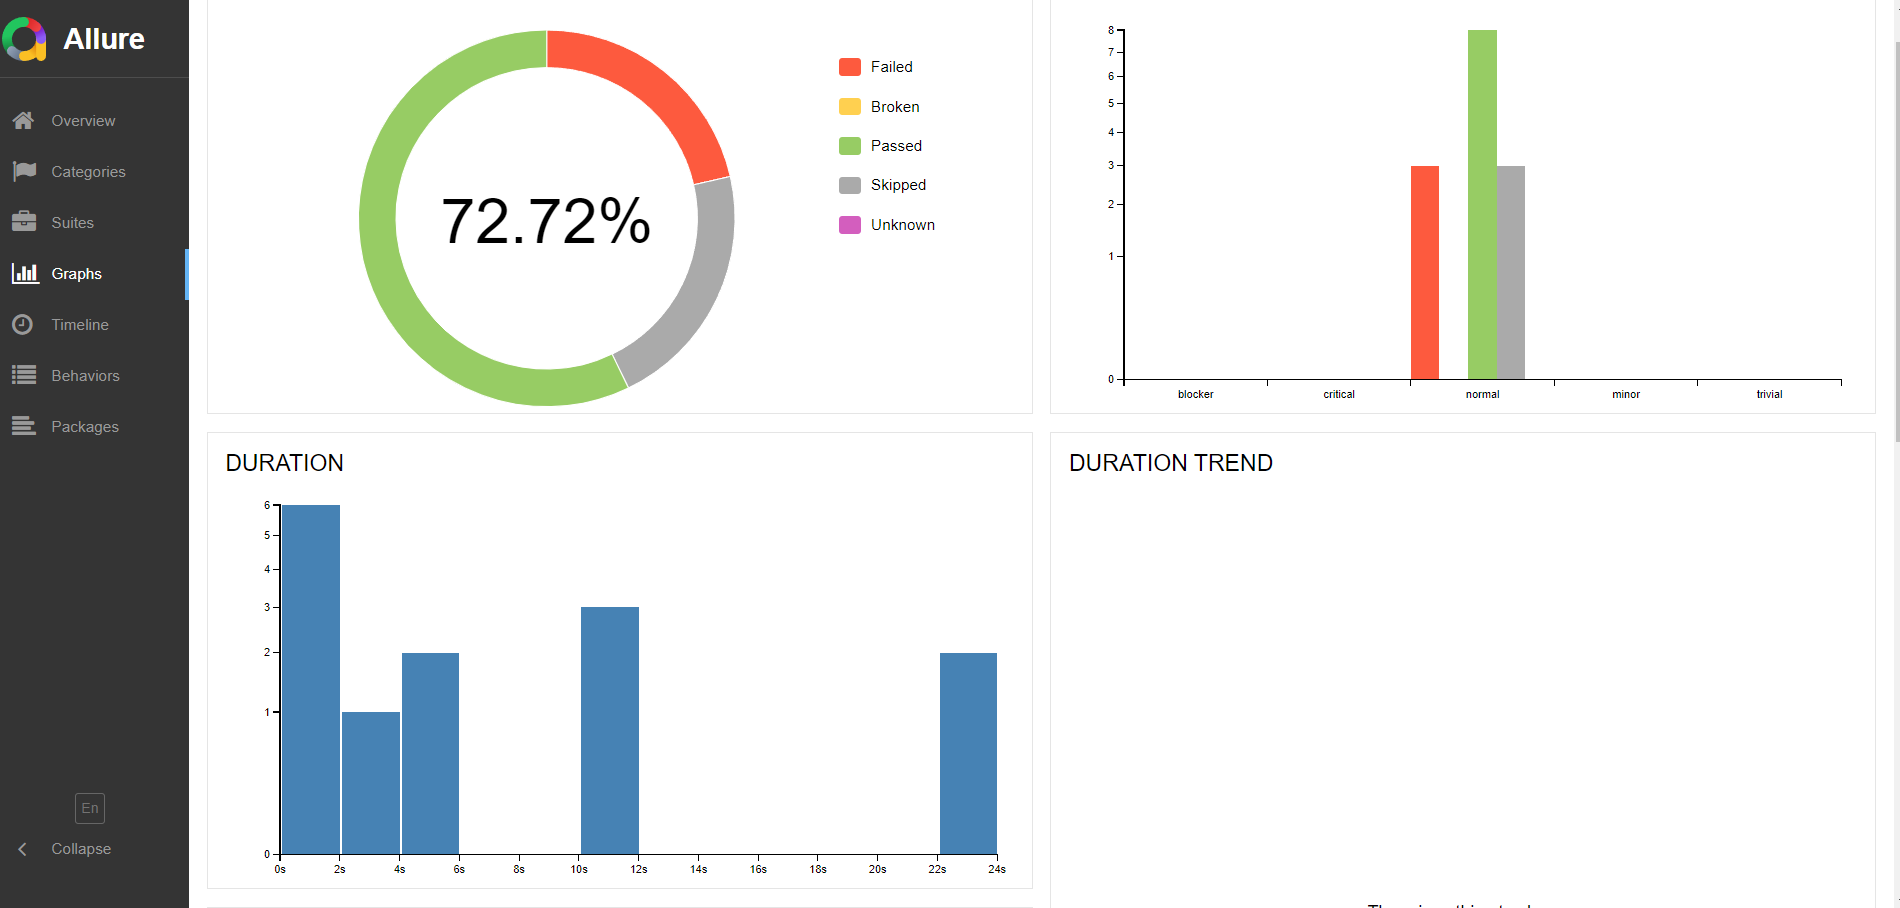 Allure
Overview
Categories
Suites
Graphs
Timeline
Behaviors
Packages
En
Collapse
72.72%
Failed
Broken
Passed
Skipped
Unknown
8
7
6
5
4
3
2
1
0
blocker critical normal minor trivial
DURATION
6
5
4
3
2
1
0
0s 2s 4s 6s 8s 10s 12s 14s 16s 18s 20s 22s 24s
DURATION TREND